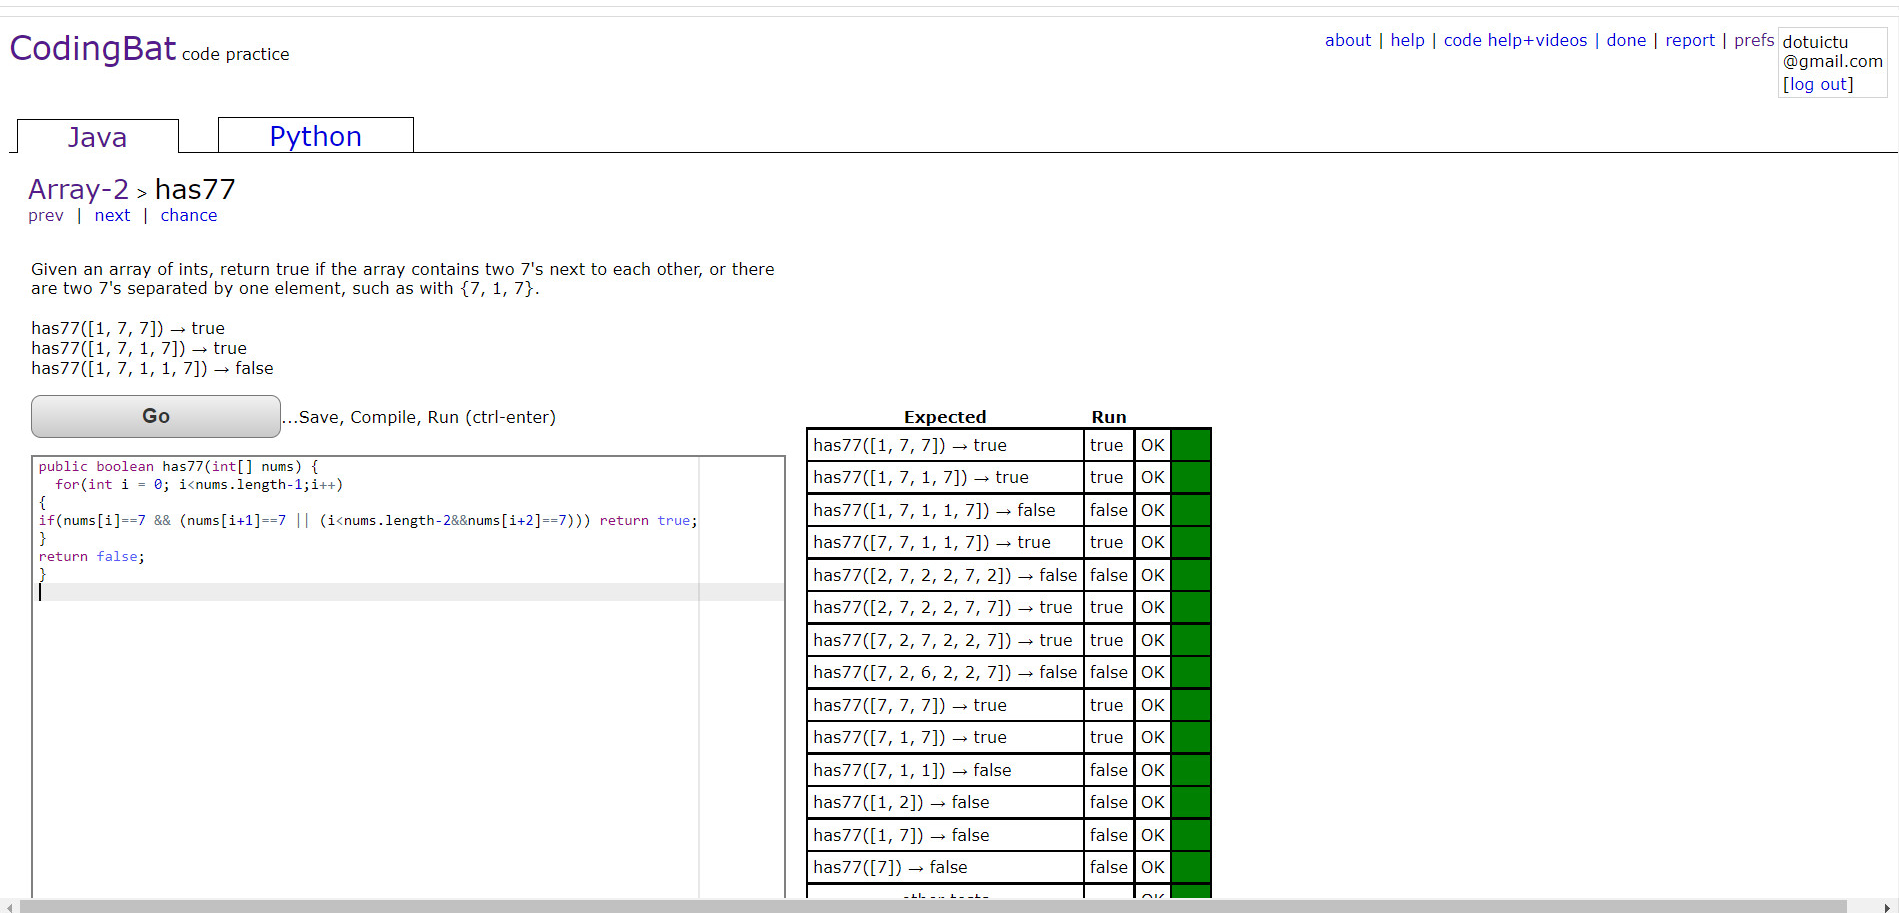 CodingBat code practice
about | help | code help+videos | done | report | prefs
dotuictu
@gmail.com
[log out]
Java
Python
Array-2 > has77
prev | next | chance
Given an array of ints, return true if the array contains two 7's next to each other, or there
are two 7's separated by one element, such as with {7, 1, 7}.
has77([1, 7, 7]) → true
has77([1, 7, 1, 7]) → true
has77([1, 7, 1, 1, 7]) → false
Go
...Save, Compile, Run (ctrl-enter)
public boolean has77(int[] nums) {
for(int i = 0; i<nums.length-1;i++)
{
if(nums[i]==7 && (nums[i+1]==7 || (i<nums.length-2&&nums[i+2]==7))) return true;
}
return false;
}
Expected Run
has77([1, 7, 7]) → true true OK
has77([1, 7, 1, 7]) → true true OK
has77([1, 7, 1, 1, 7]) → false false OK
has77([7, 7, 1, 1, 7]) → true true OK
has77([2, 7, 2, 2, 7, 2]) → false false OK
has77([2, 7, 2, 2, 7, 7]) → true true OK
has77([7, 2, 7, 2, 2, 7]) → true true OK
has77([7, 2, 6, 2, 2, 7]) → false false OK
has77([7, 7, 7]) → true true OK
has77([7, 1, 7]) → true true OK
has77([7, 1, 1]) → false false OK
has77([1, 2]) → false false OK
has77([1, 7]) → false false OK
has77([7]) → false false OK
other tests OK